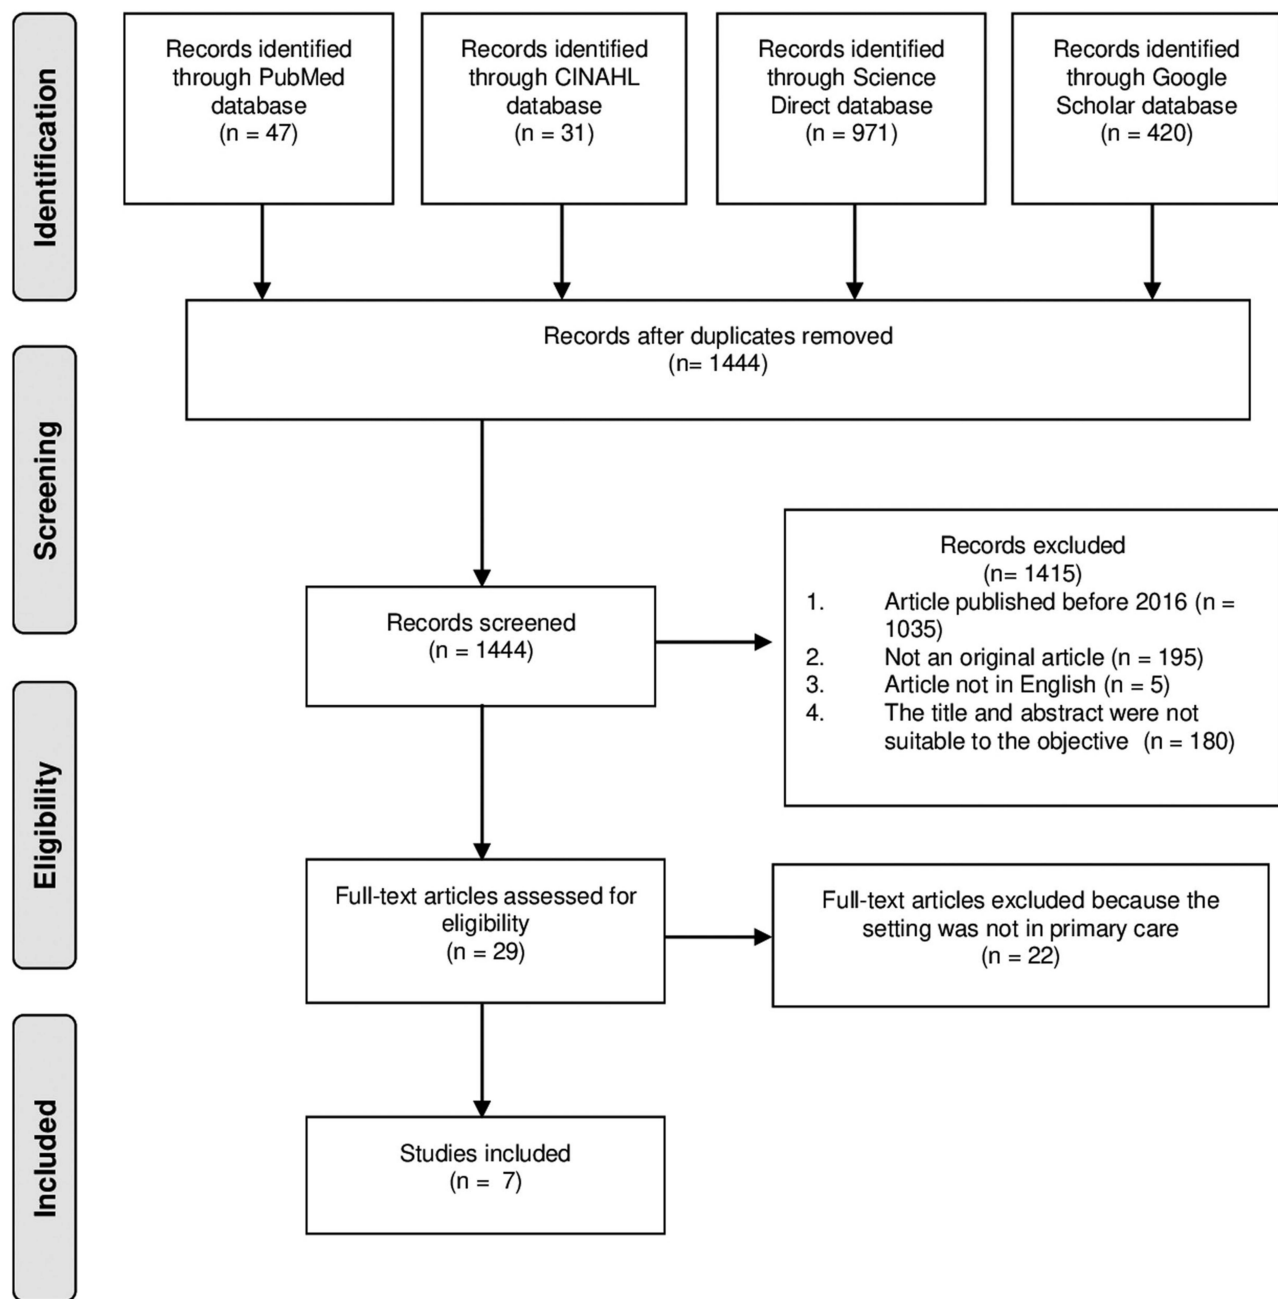 Identification
Records identified
through PubMed
database
(n = 47)
Records identified
through CINAHL
database
(n = 31)
Records identified
through Science
Direct database
(n = 971)
Records identified
through Google
Scholar database
(n = 420)
Records after duplicates removed
(n= 1444)
Screening
Records screened
(n = 1444)
Records excluded
(n= 1415)
1. Article published before 2016 (n =
1035)
2. Not an original article (n = 195)
3. Article not in English (n = 5)
4. The title and abstract were not
suitable to the objective (n = 180)
Eligibility
Full-text articles assessed for
eligibility
(n = 29)
Full-text articles excluded because the
setting was not in primary care
(n = 22)
Included
Studies included
(n = 7)